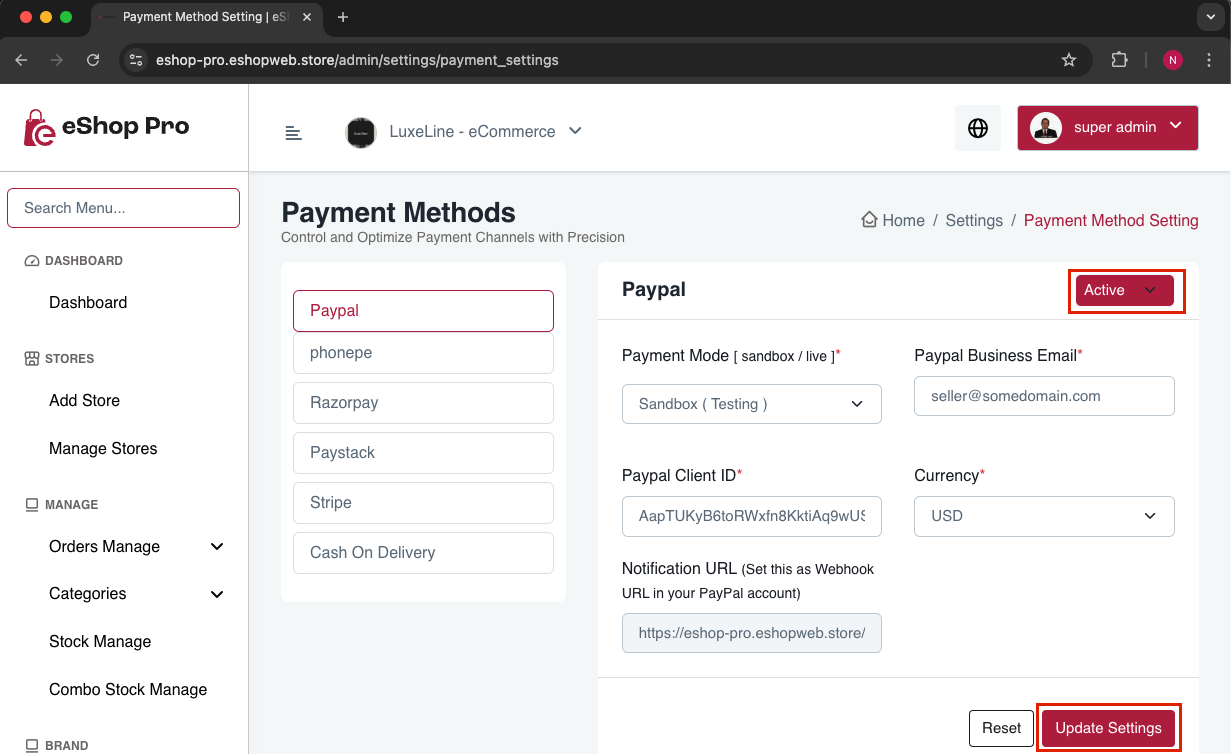 Payment Method Setting | eS
eshop-pro.eshopweb.store/admin/settings/payment_settings
N
eShop Pro
LuxeLine - eCommerce
super admin
Search Menu...
DASHBOARD
Dashboard
STORES
Add Store
Manage Stores
MANAGE
Orders Manage
Categories
Stock Manage
Combo Stock Manage
BRAND
Payment Methods
Control and Optimize Payment Channels with Precision
Home / Settings / Payment Method Setting
Paypal
phonepe
Razorpay
Paystack
Stripe
Cash On Delivery
Paypal
Active
Payment Mode [ sandbox / live ]*
Sandbox ( Testing )
Paypal Business Email*
seller@somedomain.com
Paypal Client ID*
AapTUKyB6toRWxfn8KktiAq9wUS
Currency*
USD
Notification URL (Set this as Webhook
URL in your PayPal account)
https://eshop-pro.eshopweb.store/
Reset
Update Settings